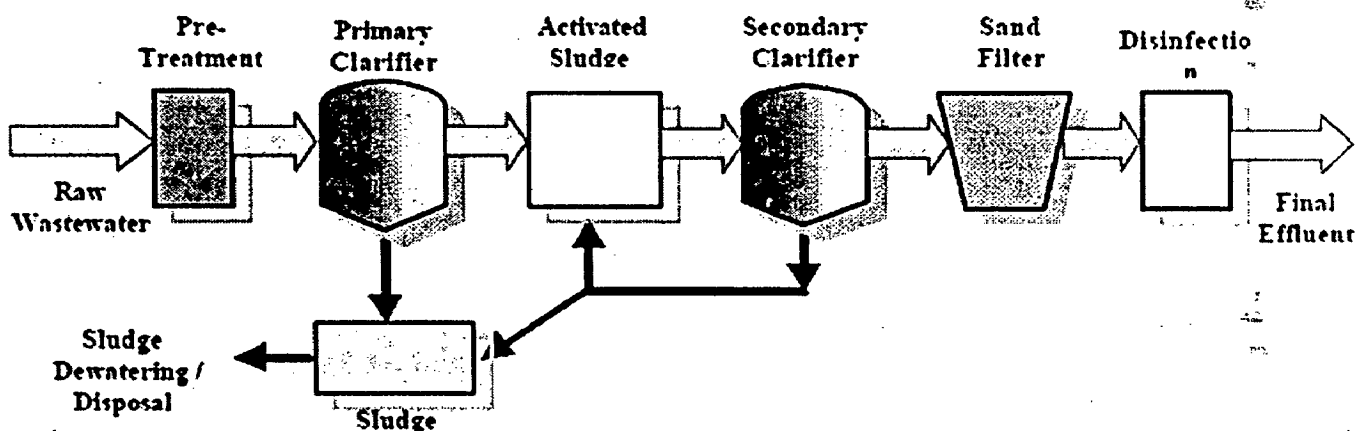 Pre-
Treatment
Primary
Clarifier
Activated
Sludge
Secondary
Clarifier
Sand
Filter
Disinfectio
n
Raw
Wastewater
Final
Effluent
Sludge
Dewatering /
Disposal
Sludge